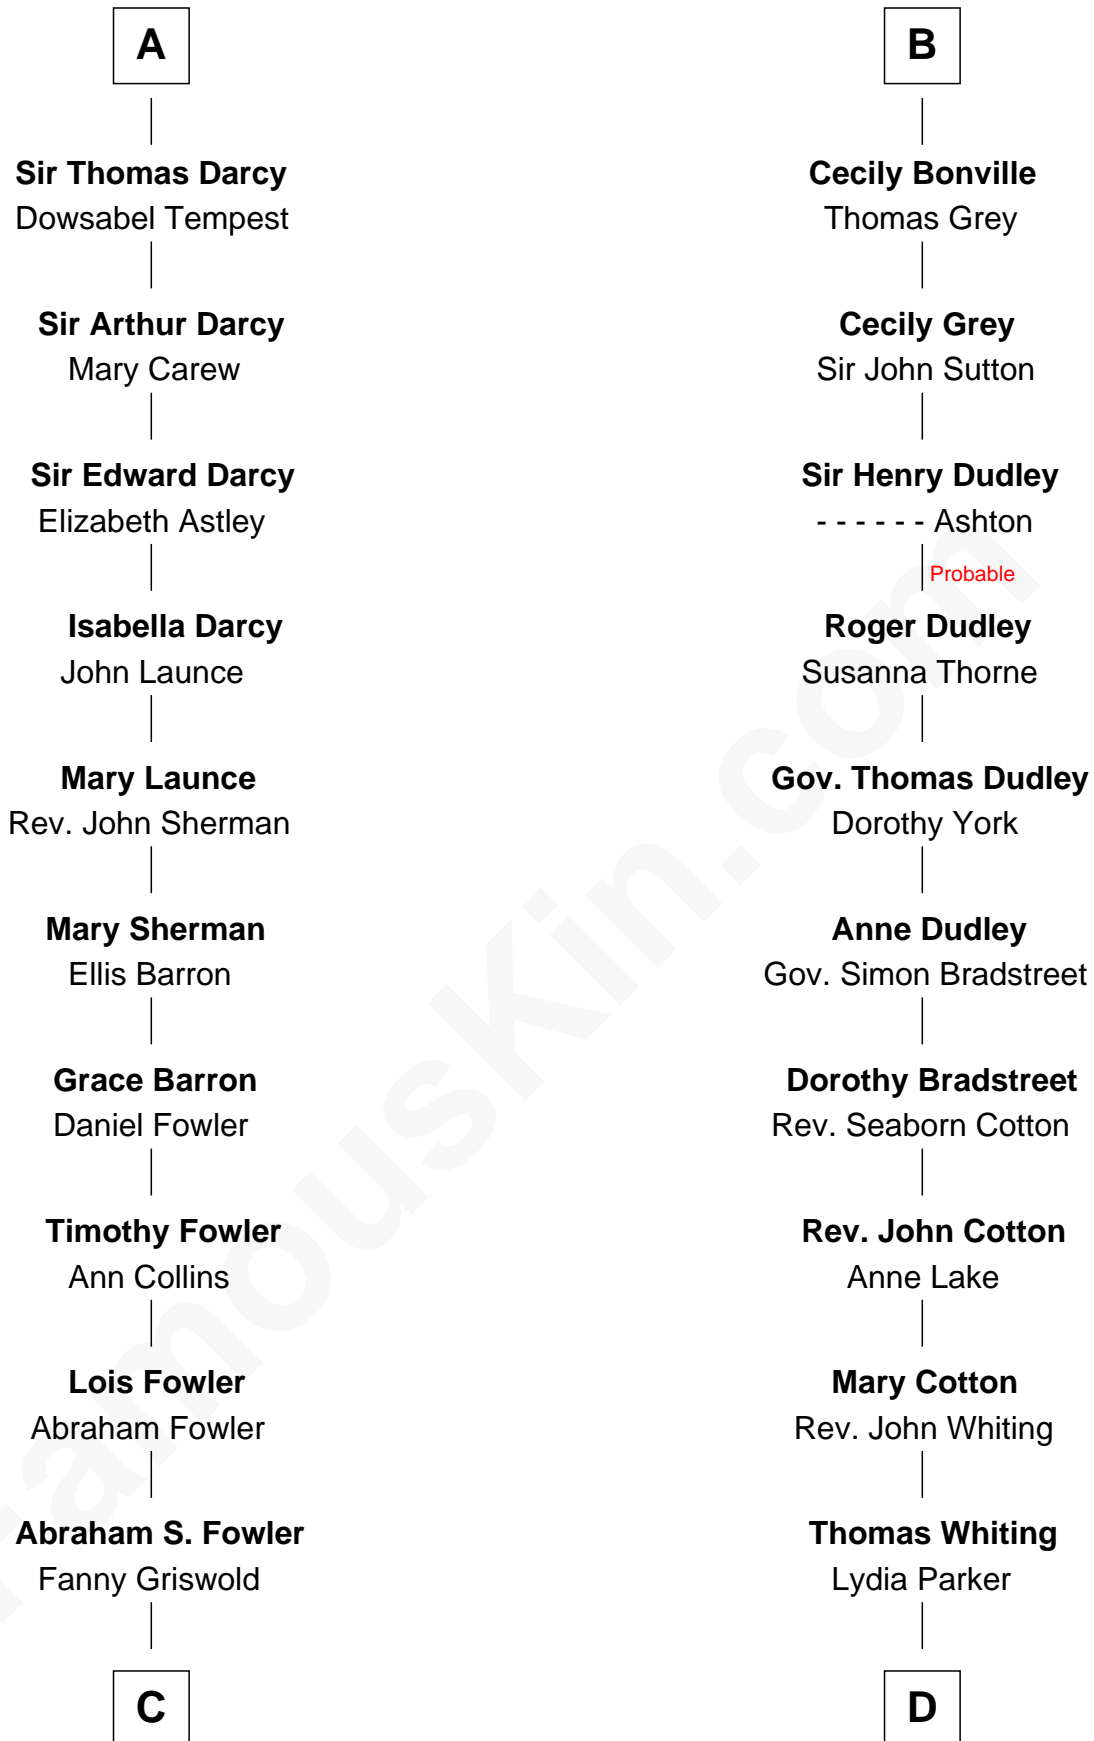 A
Sir Thomas Darcy
Dowsabel Tempest
Sir Arthur Darcy
Mary Carew
Sir Edward Darcy
Elizabeth Astley
Isabella Darcy
John Launce
Mary Launce
Rev. John Sherman
Mary Sherman
Ellis Barron
Grace Barron
Daniel Fowler
Timothy Fowler
Ann Collins
Lois Fowler
Abraham Fowler
Abraham S. Fowler
Fanny Griswold
C
B
Cecily Bonville
Thomas Grey
Cecily Grey
Sir John Sutton
Sir Henry Dudley
- - - - - - Ashton
Probable
Roger Dudley
Susanna Thorne
Gov. Thomas Dudley
Dorothy York
Anne Dudley
Gov. Simon Bradstreet
Dorothy Bradstreet
Rev. Seaborn Cotton
Rev. John Cotton
Anne Lake
Mary Cotton
Rev. John Whiting
Thomas Whiting
Lydia Parker
D
FamousKin.com